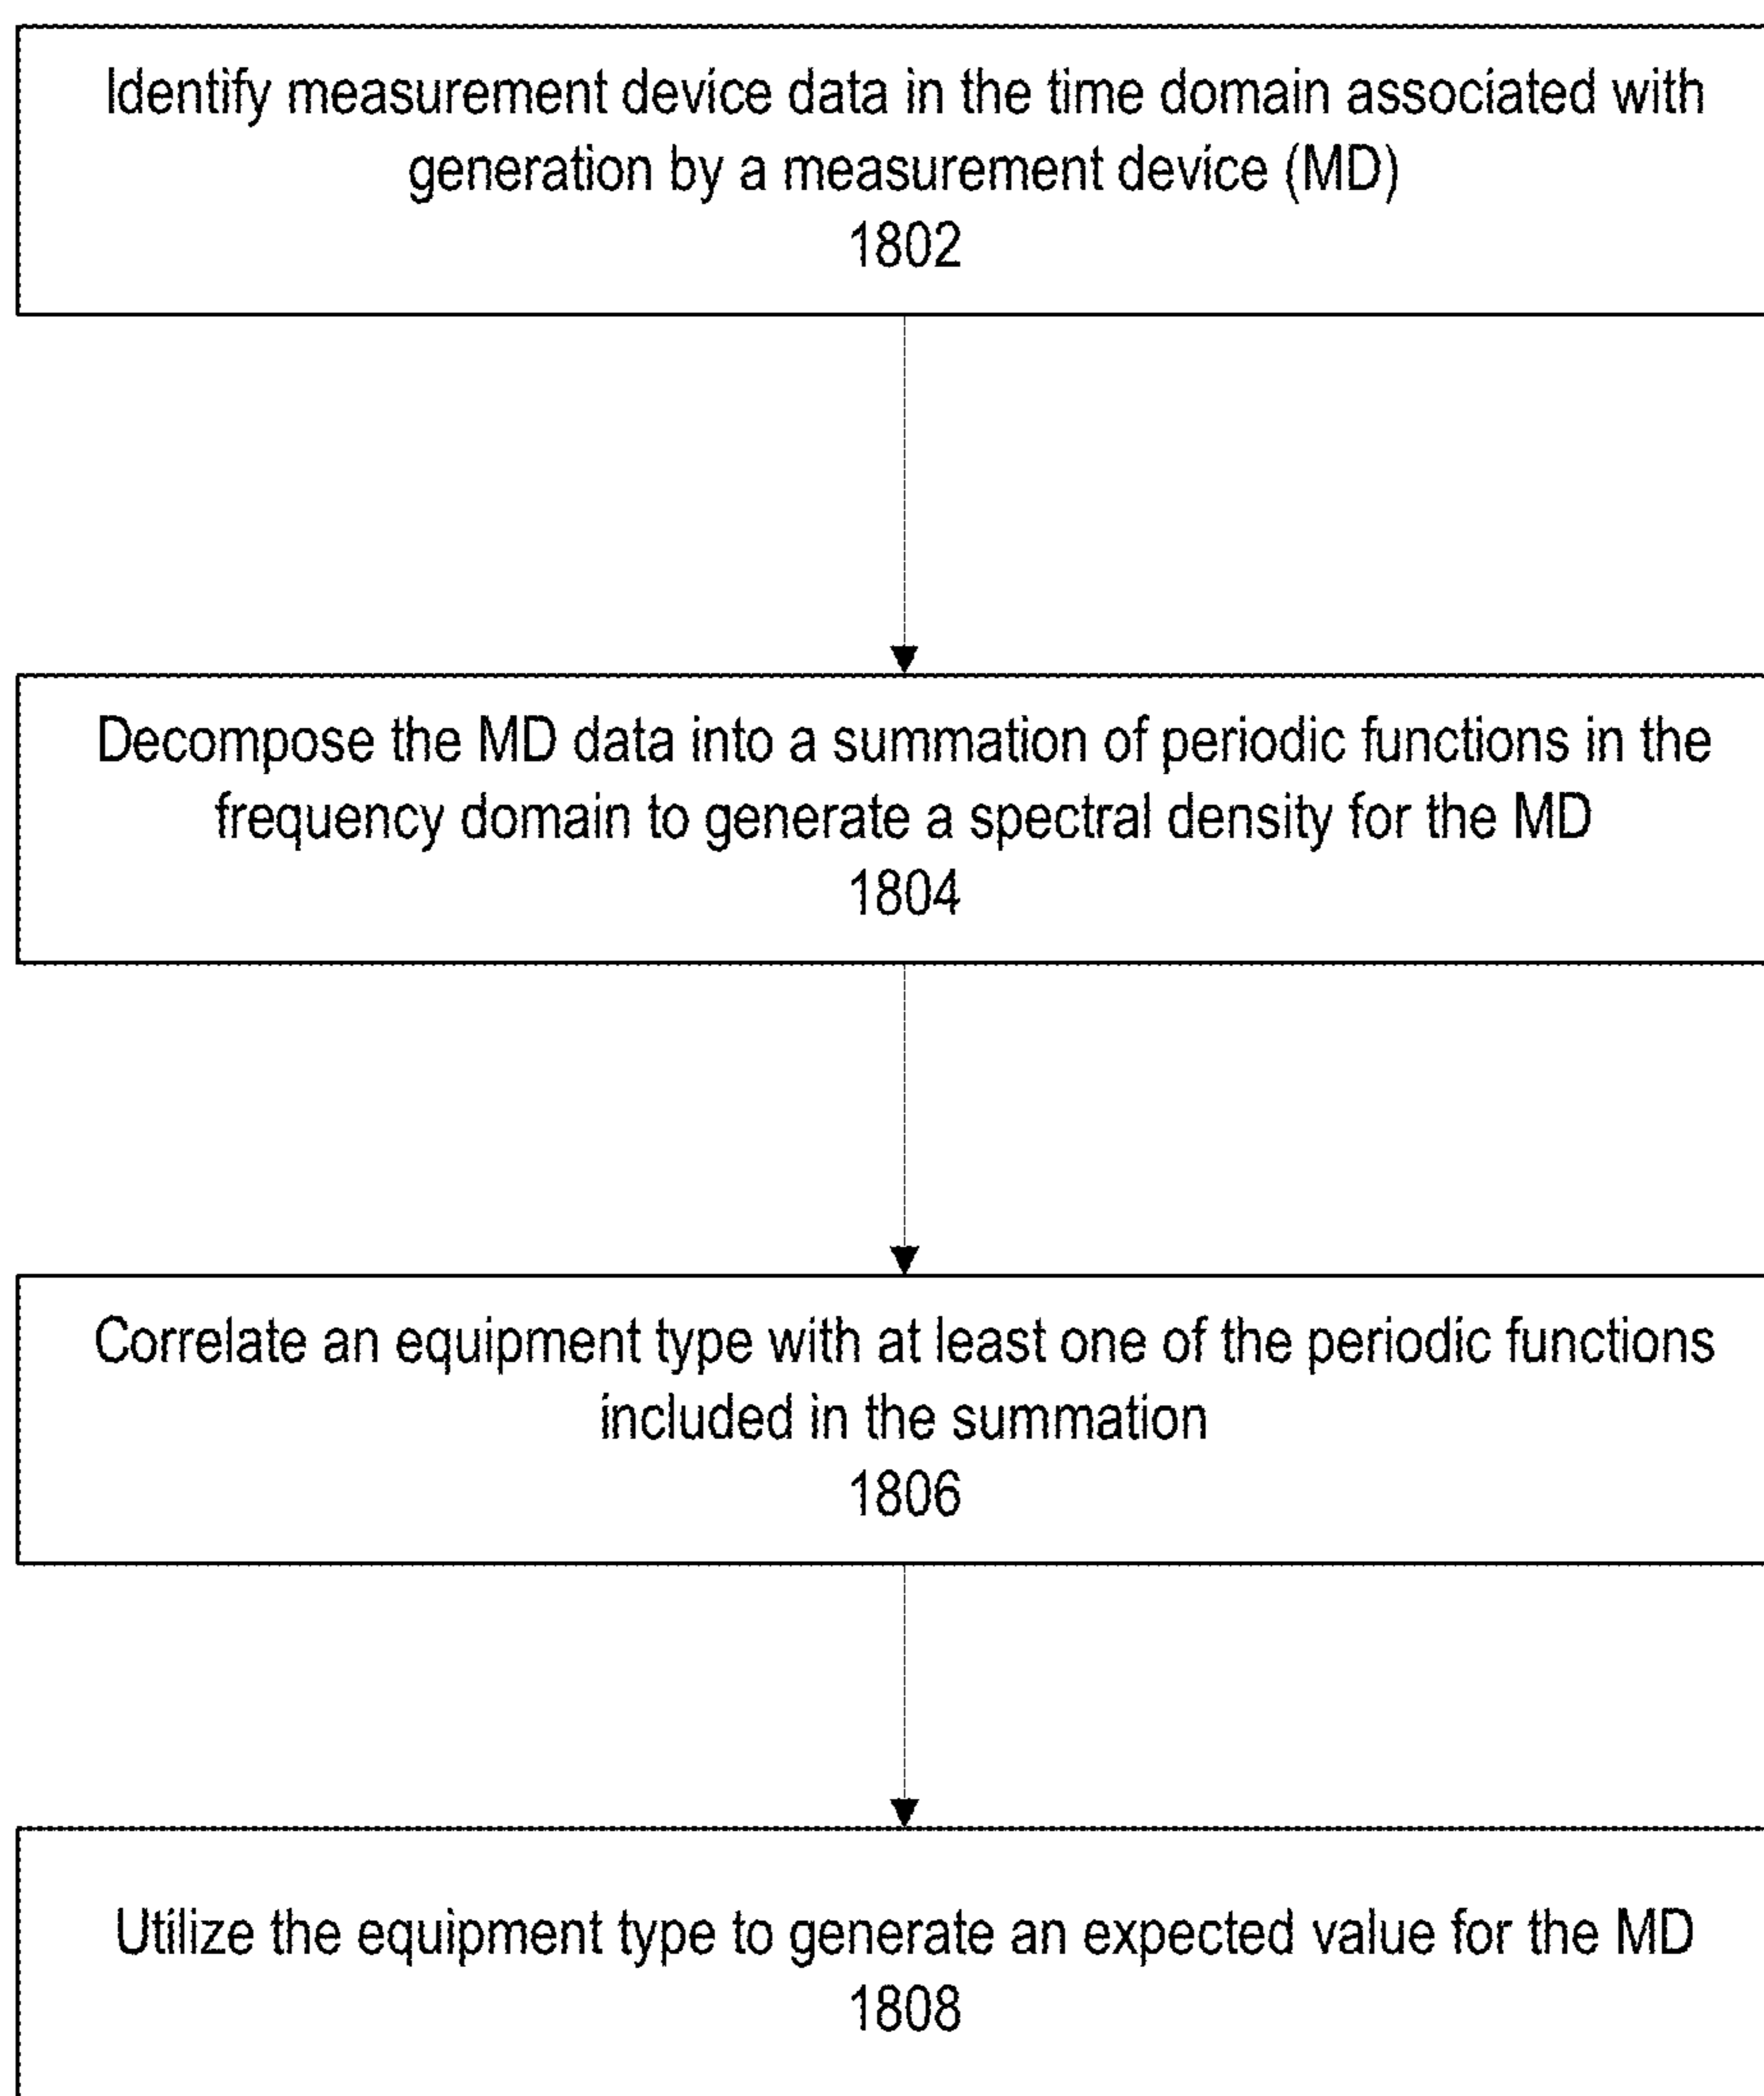 Identify measurement device data in the time domain associated with
generation by a measurement device (MD)
1802
Decompose the MD data into a summation of periodic functions in the
frequency domain to generate a spectral density for the MD
1804
Correlate an equipment type with at least one of the periodic functions
included in the summation
1806
Utilize the equipment type to generate an expected value for the MD
1808